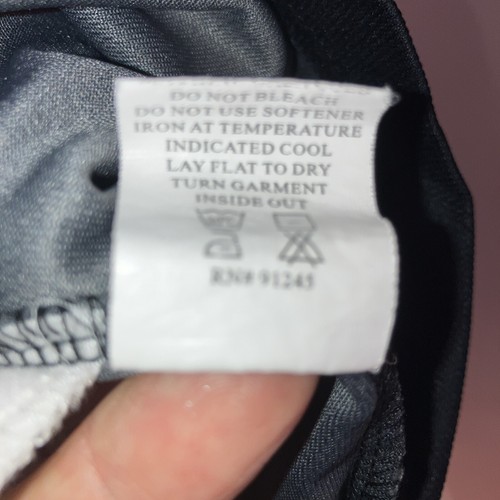 DO NOT BLEACH
DO NOT USE SOFTENER
IRON AT TEMPERATURE
INDICATED COOL
LAY FLAT TO DRY
TURN GARMENT
INSIDE OUT
RN# 91245